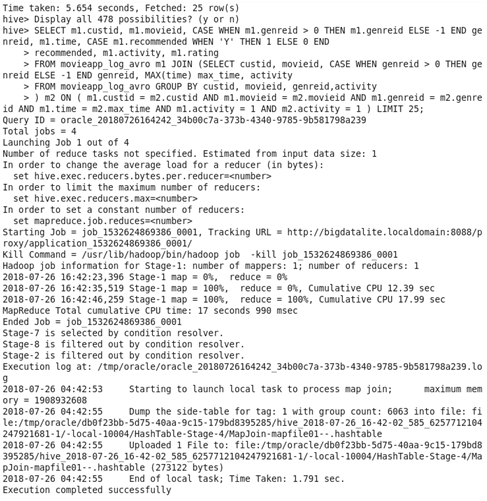 Time taken: 5.654 seconds, Fetched: 25 row(s)
hive> Display all 478 possibilities? (y or n)
hive> SELECT m1.custid, m1.movieid, CASE WHEN m1.genreid > 0 THEN m1.genreid ELSE -1 END ge
nreid, m1.time, CASE m1.recommended WHEN 'Y' THEN 1 ELSE 0 END
    > recommended, m1.activity, m1.rating
    > FROM movieapp_log_avro m1 JOIN (SELECT custid, movieid, CASE WHEN genreid > 0 THEN ge
nreid ELSE -1 END genreid, MAX(time) max_time, activity
    > FROM movieapp_log_avro GROUP BY custid, movieid, genreid,activity
    > ) m2 ON ( m1.custid = m2.custid AND m1.movieid = m2.movieid AND m1.genreid = m2.genre
id AND m1.time = m2.max_time AND m1.activity = 1 AND m2.activity = 1 ) LIMIT 25;
Query ID = oracle_20180726164242_34b00c7a-373b-4340-9785-9b581798a239
Total jobs = 4
Launching Job 1 out of 4
Number of reduce tasks not specified. Estimated from input data size: 1
In order to change the average load for a reducer (in bytes):
  set hive.exec.reducers.bytes.per.reducer=<number>
In order to limit the maximum number of reducers:
  set hive.exec.reducers.max=<number>
In order to set a constant number of reducers:
  set mapreduce.job.reduces=<number>
Starting Job = job_1532624869386_0001, Tracking URL = http://bigdatalite.localdomain:8088/p
roxy/application_1532624869386_0001/
Kill Command = /usr/lib/hadoop/bin/hadoop job  -kill job_1532624869386_0001
Hadoop job information for Stage-1: number of mappers: 1; number of reducers: 1
2018-07-26 16:42:23,396 Stage-1 map = 0%,  reduce = 0%
2018-07-26 16:42:35,519 Stage-1 map = 100%,  reduce = 0%, Cumulative CPU 12.39 sec
2018-07-26 16:42:46,259 Stage-1 map = 100%,  reduce = 100%, Cumulative CPU 17.99 sec
MapReduce Total cumulative CPU time: 17 seconds 990 msec
Ended Job = job_1532624869386_0001
Stage-7 is selected by condition resolver.
Stage-8 is filtered out by condition resolver.
Stage-2 is filtered out by condition resolver.
Execution log at: /tmp/oracle/oracle_20180726164242_34b00c7a-373b-4340-9785-9b581798a239.lo
g
2018-07-26 04:42:53     Starting to launch local task to process map join;      maximum mem
ory = 1908932608
2018-07-26 04:42:55     Dump the side-table for tag: 1 with group count: 6063 into file: fi
le:/tmp/oracle/db0f23bb-5d75-40aa-9c15-179bd8395285/hive_2018-07-26_16-42-02_585_6257712104
247921681-1/-local-10004/HashTable-Stage-4/MapJoin-mapfile01--.hashtable
2018-07-26 04:42:55     Uploaded 1 File to: file:/tmp/oracle/db0f23bb-5d75-40aa-9c15-179bd8
395285/hive_2018-07-26_16-42-02_585_6257712104247921681-1/-local-10004/HashTable-Stage-4/Ma
pJoin-mapfile01--.hashtable (273122 bytes)
2018-07-26 04:42:55     End of local task; Time Taken: 1.791 sec.
Execution completed successfully